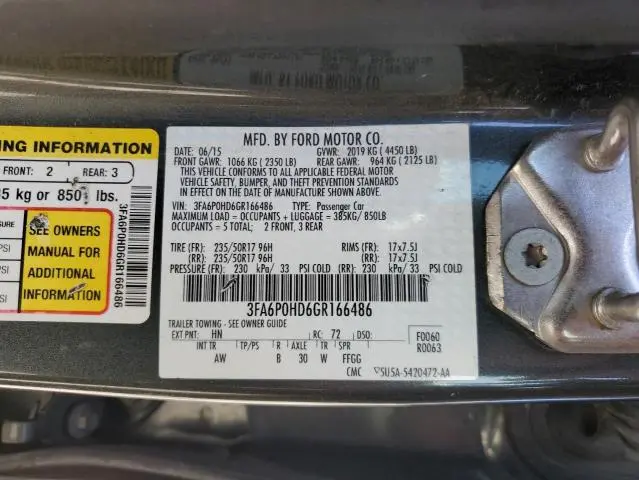 ING INFORMATION
FRONT: 2 REAR: 3
5 kg or 850 lbs.
SEE OWNERS
MANUAL FOR
ADDITIONAL
INFORMATION
PSI
PSI
PSI
3FA6P0HD6GR166486
MFD. BY FORD MOTOR CO.
DATE: 06/15 GVWR: 2019 KG (4450 LB)
FRONT GAWR: 1066 KG (2350 LB) REAR GAWR: 964 KG (2125 LB)
THIS VEHICLE CONFORMS TO ALL APPLICABLE FEDERAL MOTOR
VEHICLE SAFETY, BUMPER, AND THEFT PREVENTION STANDARDS
IN EFFECT ON THE DATE OF MANUFACTURE SHOWN ABOVE.
VIN: 3FA6P0HD6GR166486 TYPE: Passenger Car
MAXIMUM LOAD = OCCUPANTS + LUGGAGE = 385KG/ 850LB
OCCUPANTS = 5 TOTAL: 2 FRONT, 3 REAR
TIRE (FR): 235/50R17 96H RIMS (FR): 17x7.5J
(RR): 235/50R17 96H (RR): 17x7.5J
PRESSURE (FR): 230 kPa/ 33 PSI COLD (RR): 230 kPa/ 33 PSI COLD
3FA6P0HD6GR166486
TRAILER TOWING - SEE OWNER GUIDE
EXT PNT: HN RC: 72 DSO:
F0060
R0063
INT TR TP/PS R AXLE TR SPR
AW B 30 W FFGG
CMC ▽SU5A-5420472-AA